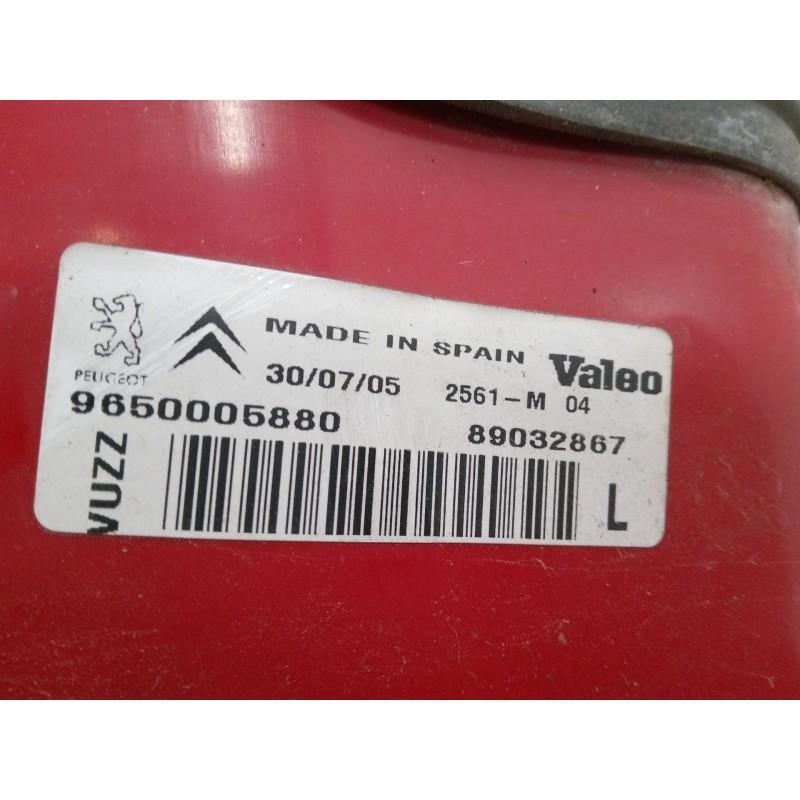 PEUGEOT
MADE IN SPAIN
Valeo
30/07/05
2561-M 04
9650005880
89032867
VUZZ
L